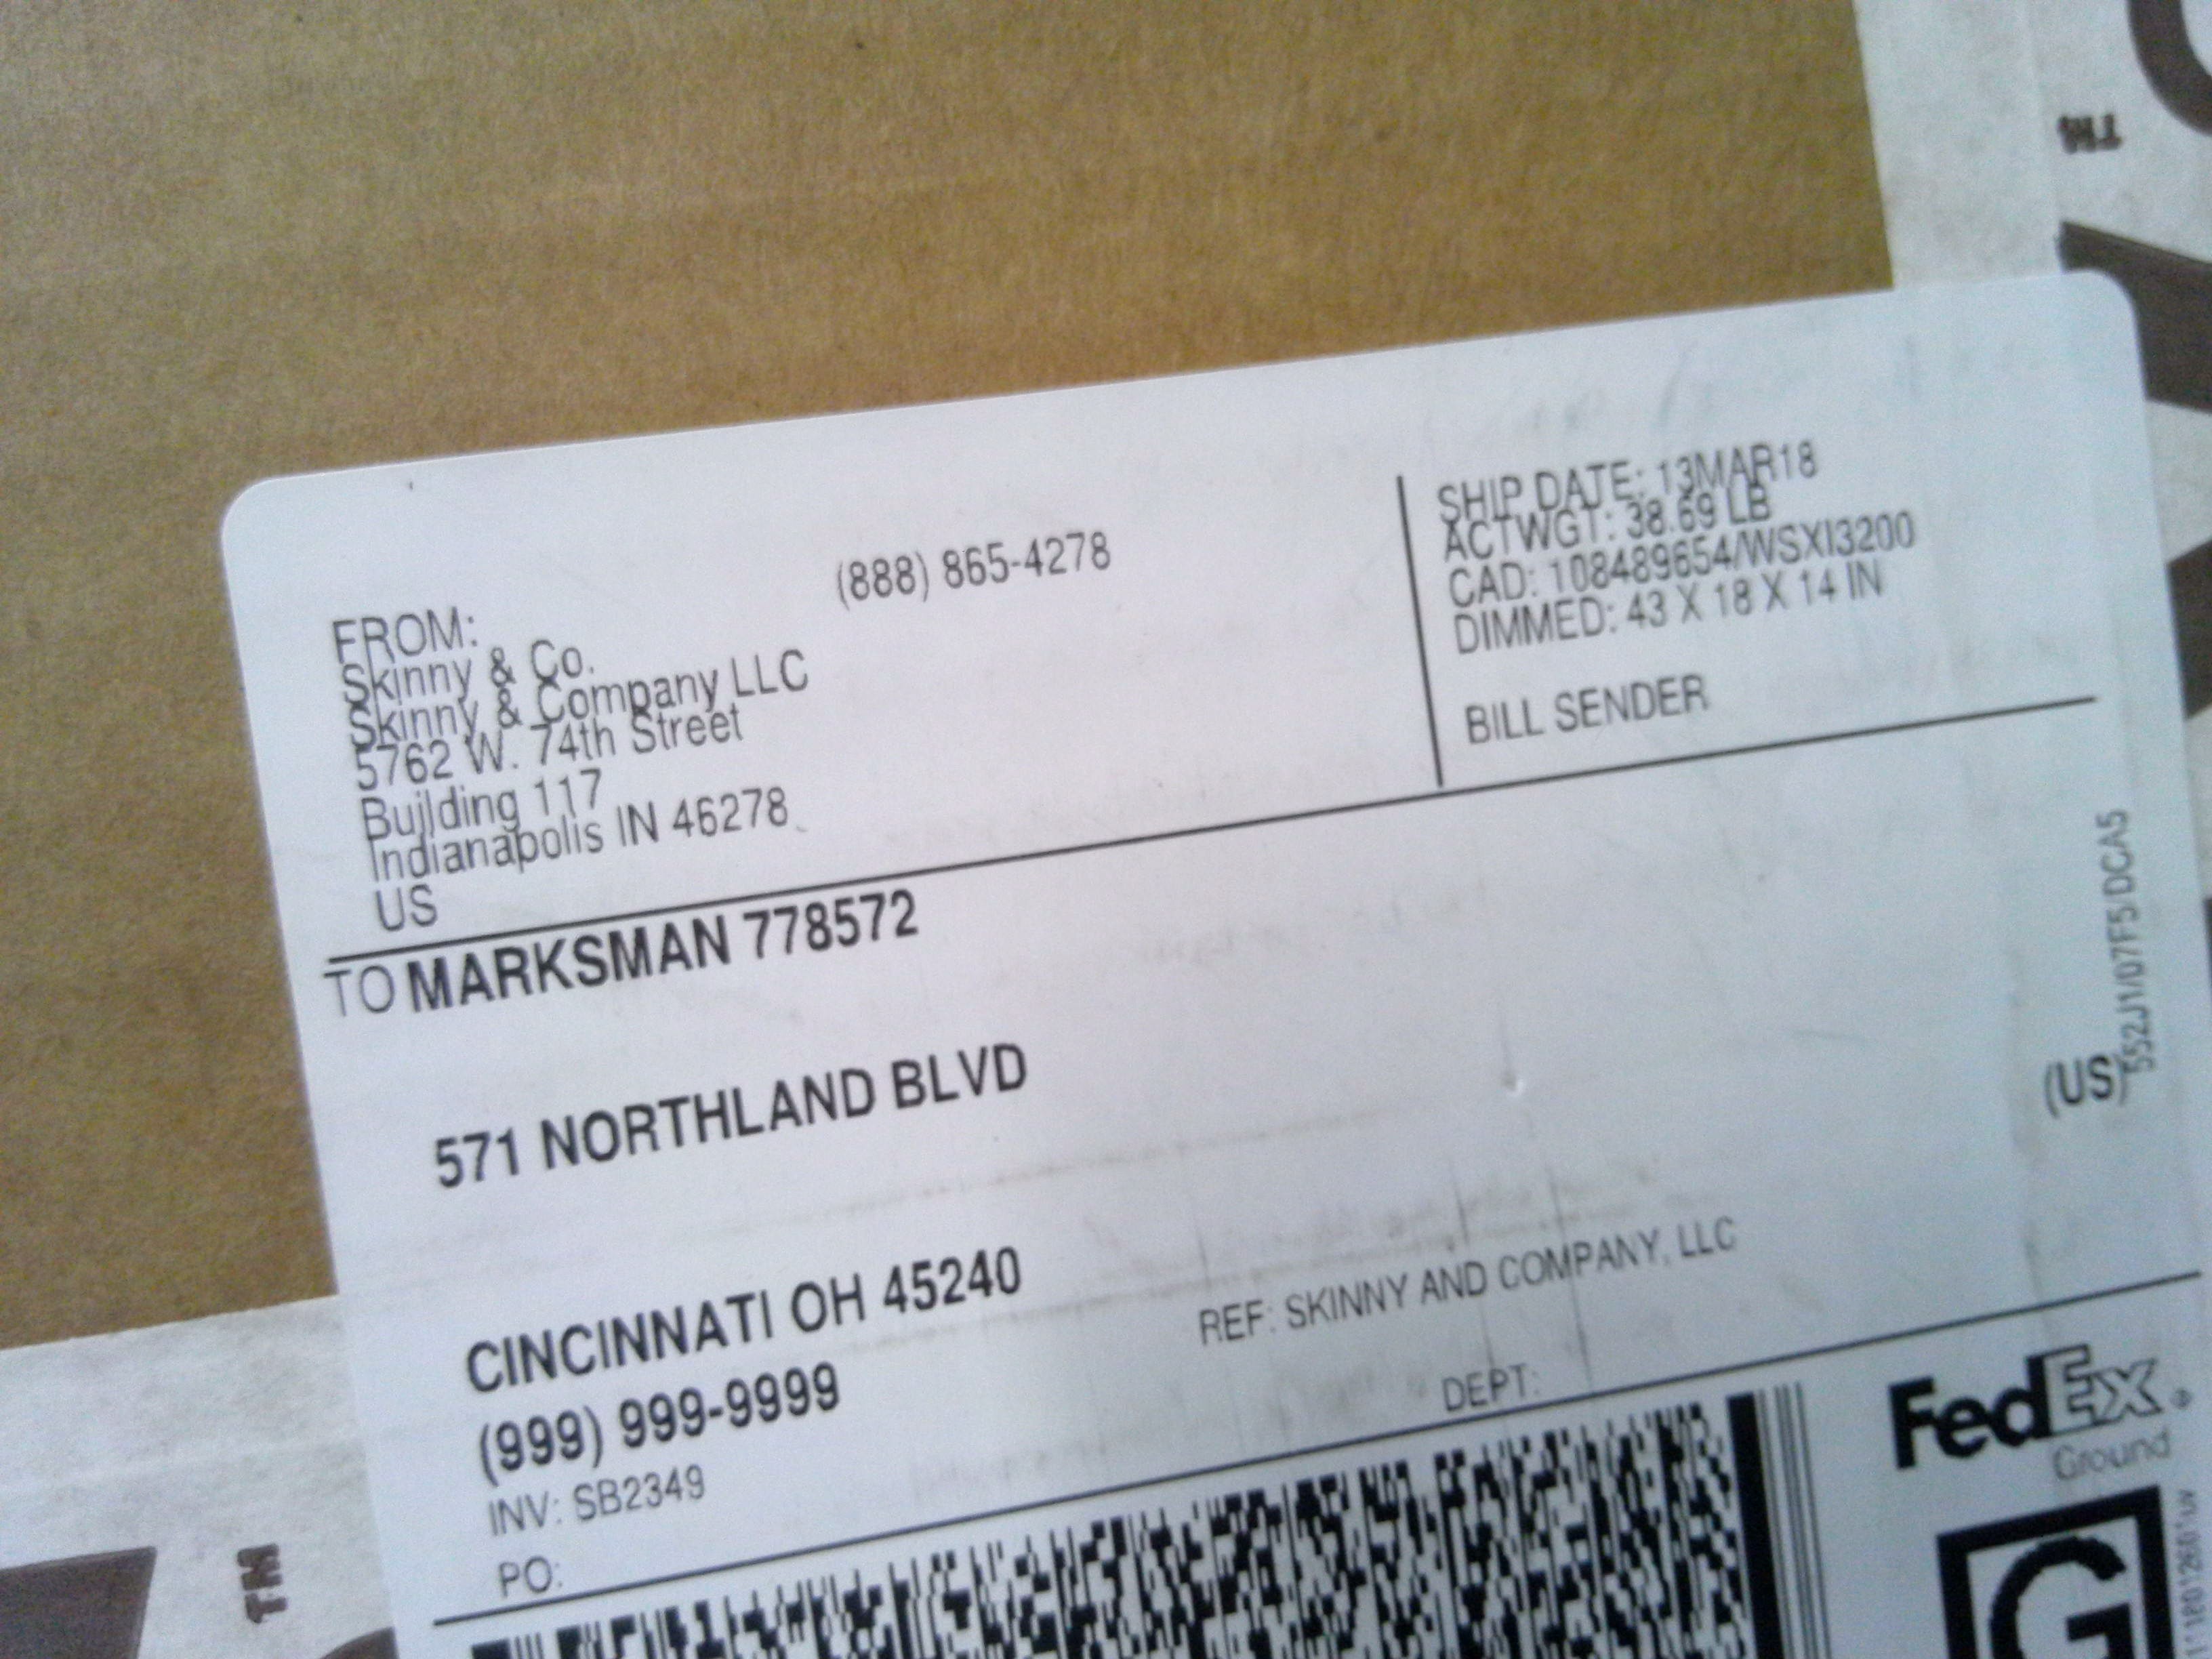 TM
(888) 865-4278
FROM:
Skinny & Co.
Skinny & Company LLC
5762 W. 74th Street
Building 117
Indianapolis IN 46278
US
SHIP DATE: 13MAR18
ACTWGT: 38.69 LB
CAD: 108489654/WSXI3200
DIMMED: 43 X 18 X 14 IN
BILL SENDER
TO MARKSMAN 778572
571 NORTHLAND BLVD
CINCINNATI OH 45240
(999) 999-9999
INV: SB2349
PO:
REF: SKINNY AND COMPANY, LLC
DEPT:
(US)
552J1/07F5/DCA5
FedEx
Ground
G
TM